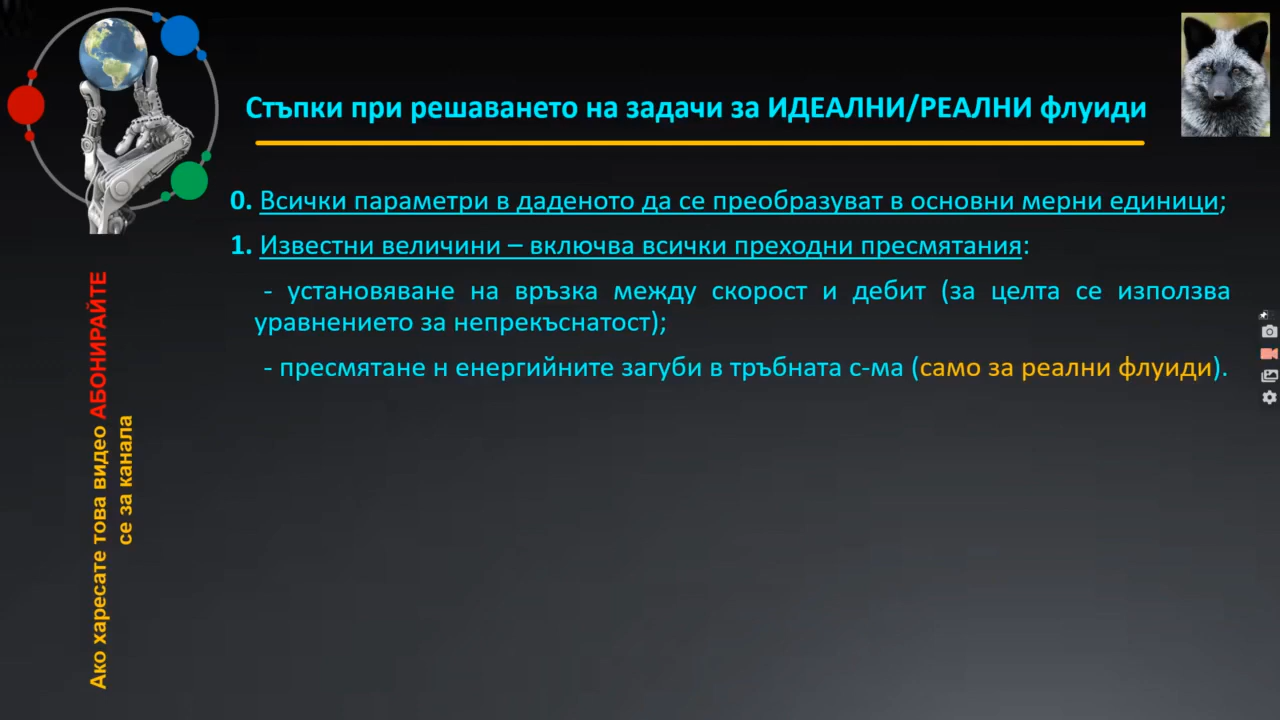 Стъпки при решаването на задачи за ИДЕАЛНИ/РЕАЛНИ флуиди
0. Всички параметри в даденото да се преобразуват в основни мерни единици;
1. Известни величини – включва всички преходни пресмятания:
- установяване на връзка между скорост и дебит (за целта се използва
уравнението за непрекъснатост);
- пресмятане н енергийните загуби в тръбната с-ма (само за реални флуиди).
Ако харесате това видео АБОНИРАЙТЕ
се за канала